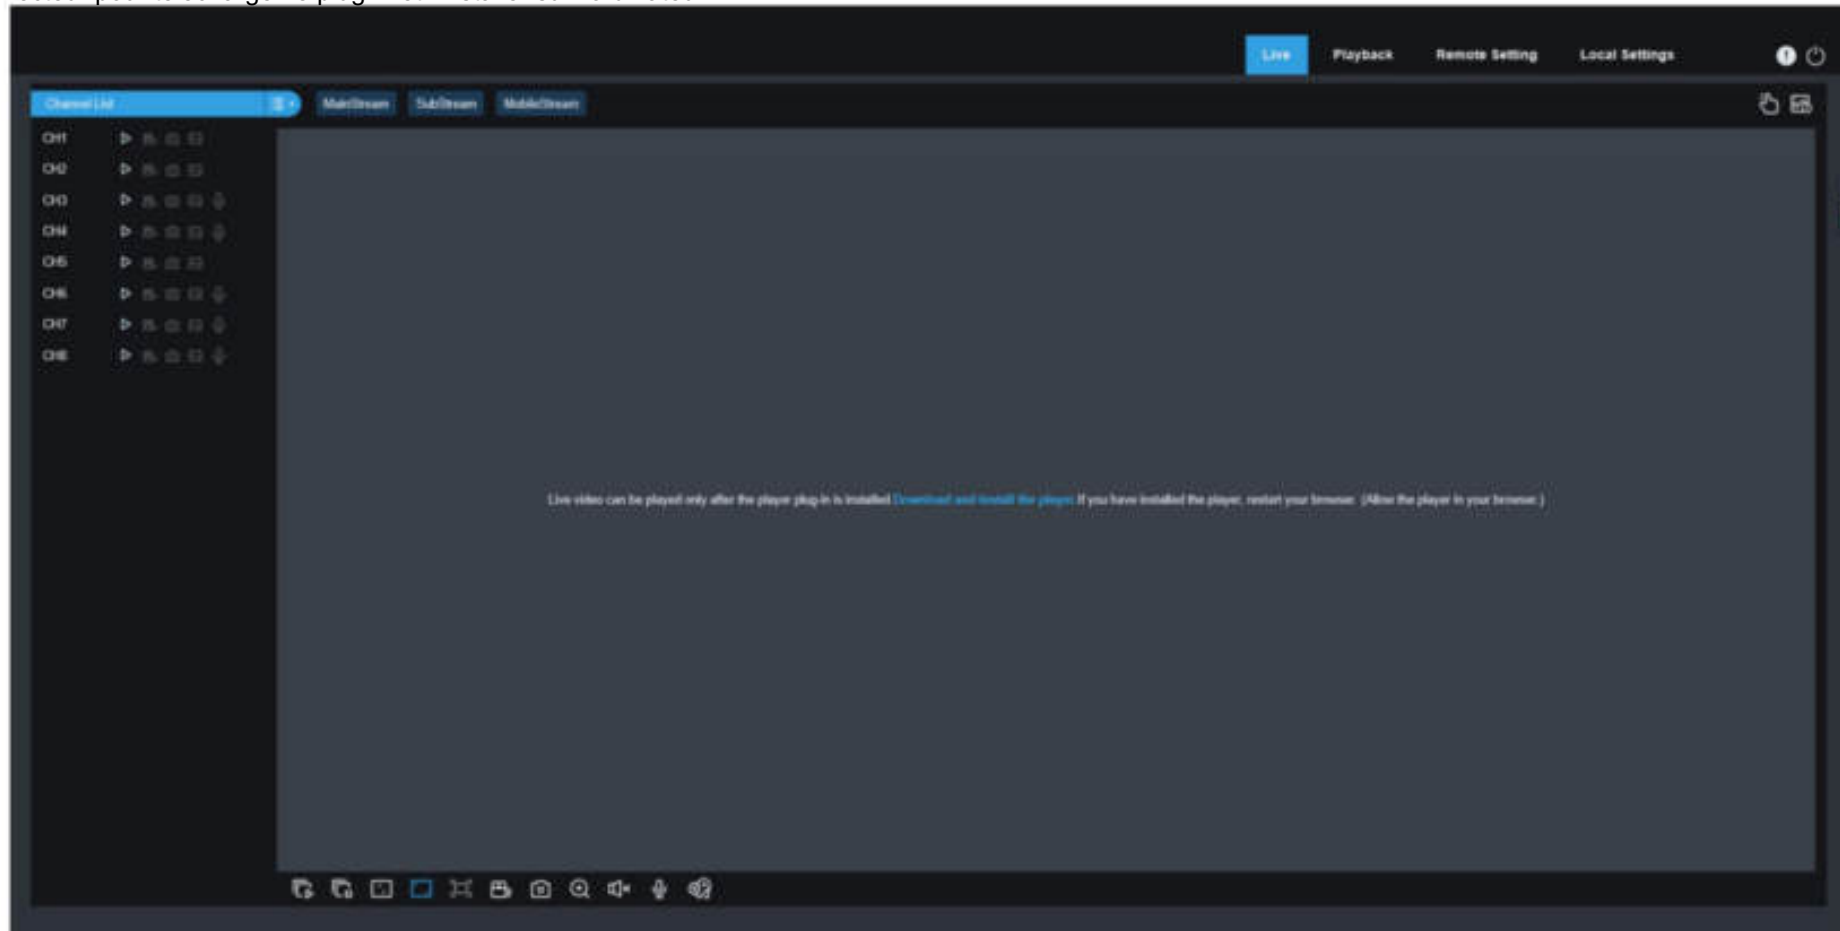 Live Playback Remote Setting Local Settings
Channel List MainStream SubStream MobileStream
CH1
CH2
CH3
CH4
CH5
CH6
CH7
CH8
Live video can be played only after the player plug-in is installed Download and install the player. If you have installed the player, restart your browser. (Allow the player in your browser.)